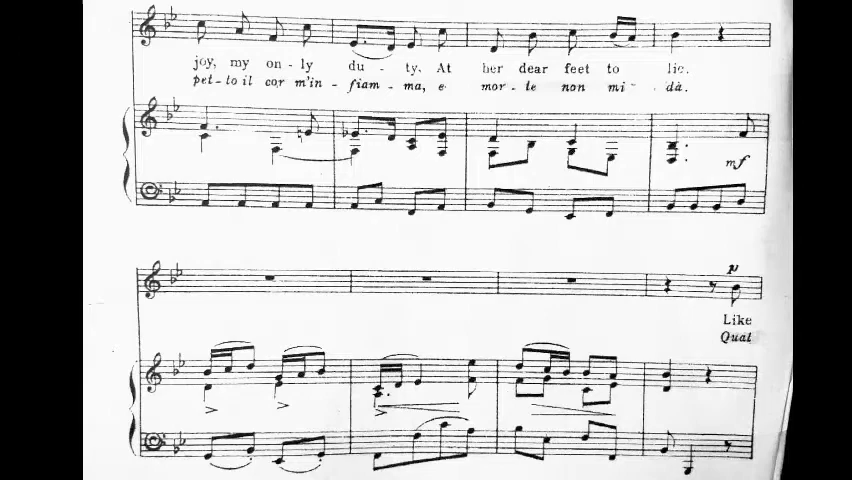 joy, my on-ly du-ty. At her dear feet to lie.
pet-to il cor m'in-fiam-ma, e mor-te non mi dà.
mf
p
Like
Qual